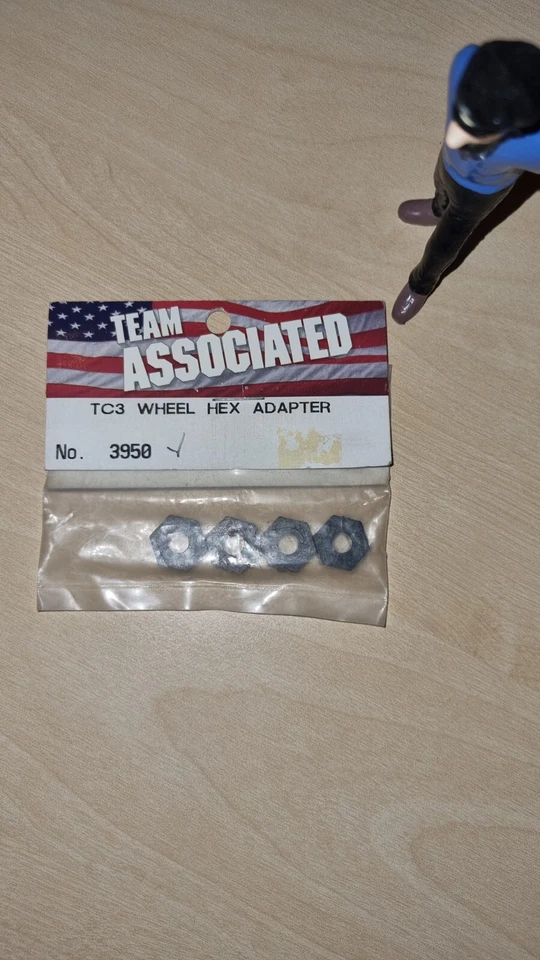 TEAM
ASSOCIATED
TC3 WHEEL HEX ADAPTER
No. 3950